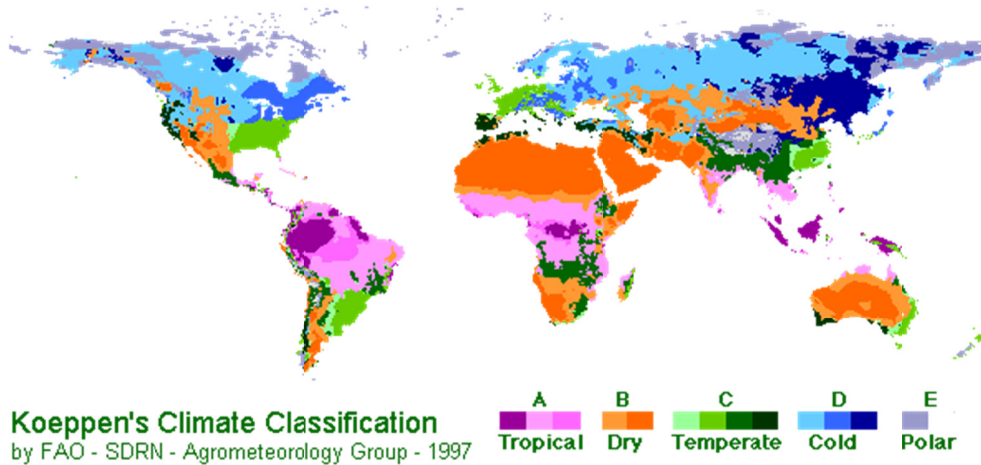 A B C D E
Koeppen's Climate Classification
Tropical Dry Temperate Cold Polar
by FAO - SDRN - Agrometeorology Group - 1997